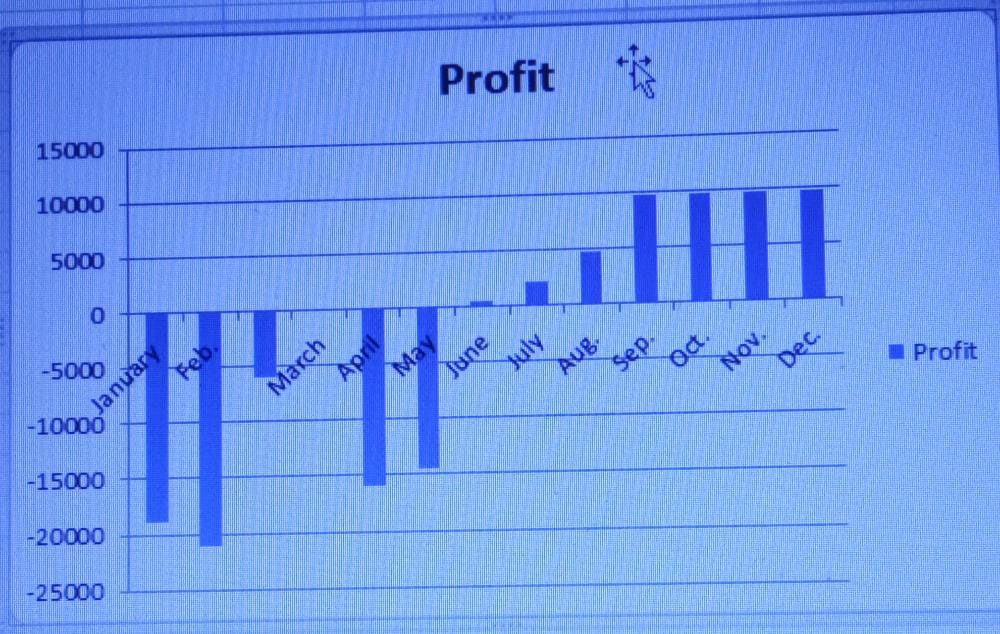 Profit
15000
10000
5000
0
-5000
-10000
-15000
-20000
-25000
January
Feb.
March
April
May
June
July
Aug.
Sep.
Oct.
Nov.
Dec.
Profit